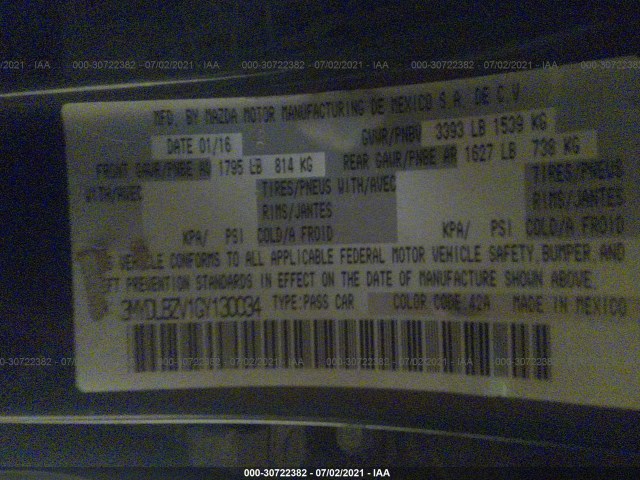 000-30722382 - 07/02/2021 - IAA
MFD. BY MAZDA MOTOR MANUFACTURING DE MEXICO S.A. DE C.V
DATE 01/16
GVWR/PNBV 3393 LB 1539 KG
FRONT GAWR/PNBE AV 1795 LB 814 KG
REAR GAWR/PNBE AR 1627 LB 738 KG
WITH/AVEC TIRES/PNEUS WITH/AVEC TIRES/PNEUS
RIMS/JANTES RIMS/JANTES
KPA/ PSI COLD/A FROID KPA/ PSI COLD/A FROID
VEHICLE CONFORMS TO ALL APPLICABLE FEDERAL MOTOR VEHICLE SAFETY, BUMPER, AND
EFT PREVENTION STANDARDS IN EFFECT ON THE DATE OF MANUFACTURE SHOWN ABOVE.
3MYDLBZV1GY130034 TYPE:PASS CAR COLOR CODE:42A MADE IN MEXICO
000-30722382 - 07/02/2021 - IAA